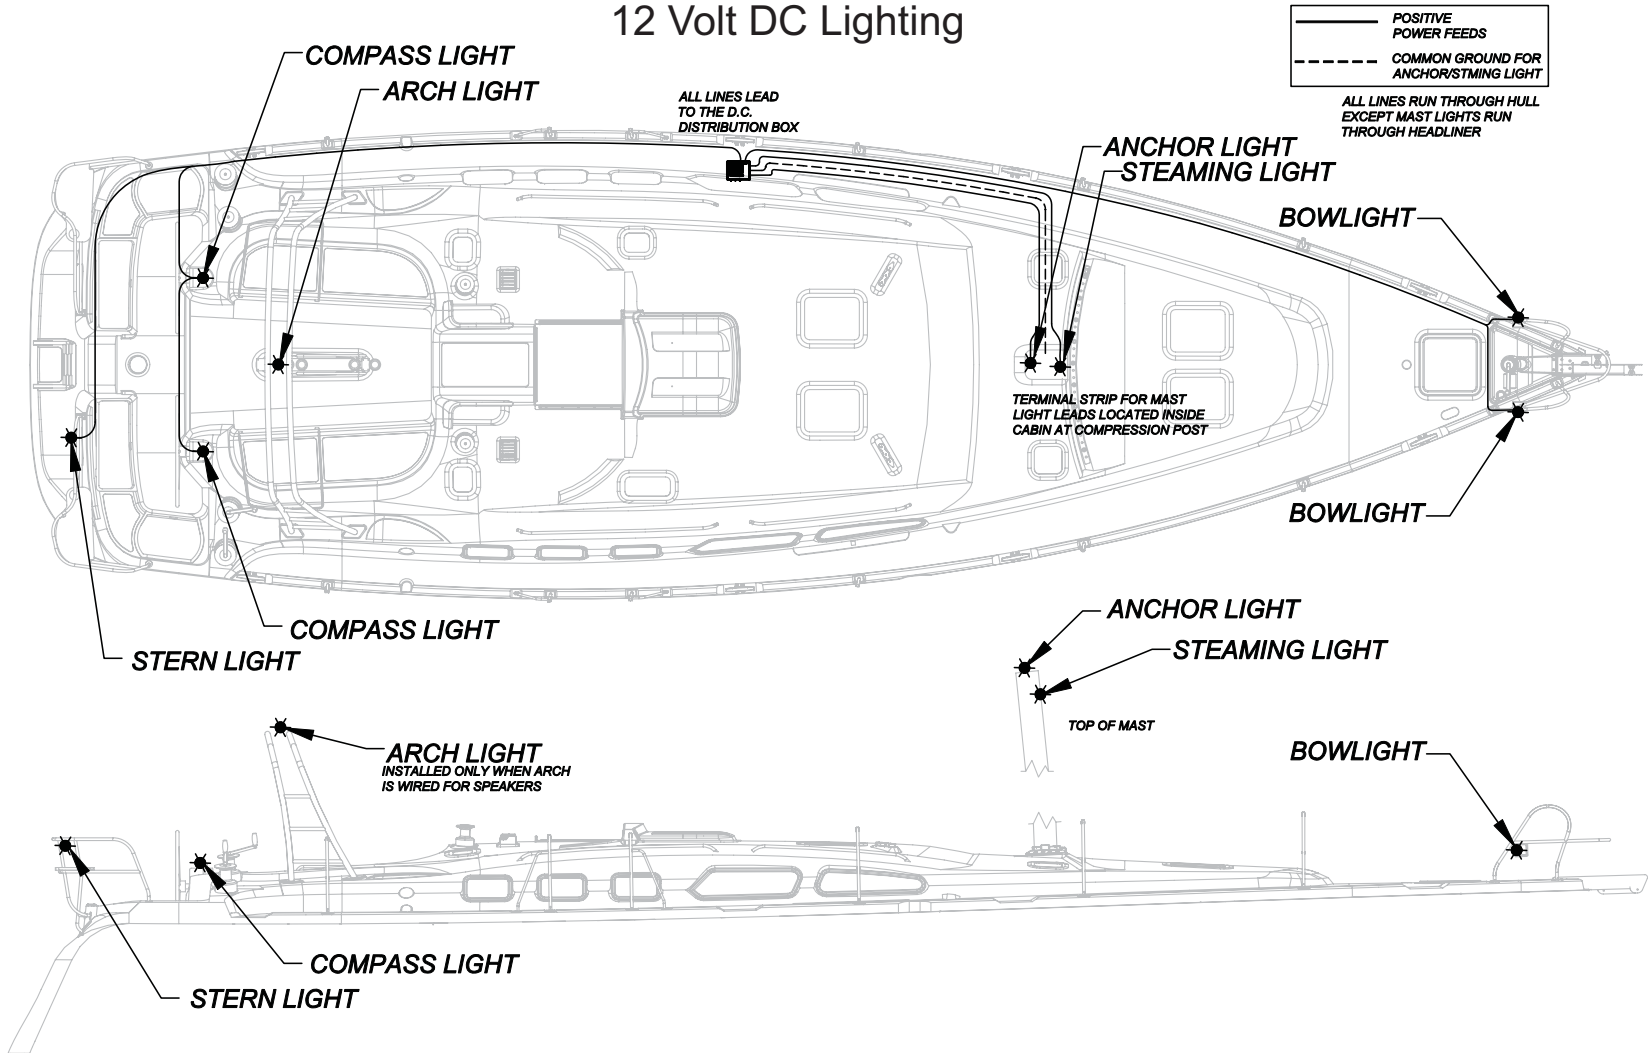 12 Volt DC Lighting
POSITIVE
POWER FEEDS
COMMON GROUND FOR
ANCHOR/STMING LIGHT
ALL LINES RUN THROUGH HULL
EXCEPT MAST LIGHTS RUN
THROUGH HEADLINER
COMPASS LIGHT
ARCH LIGHT
ALL LINES LEAD
TO THE D.C.
DISTRIBUTION BOX
ANCHOR LIGHT
STEAMING LIGHT
BOWLIGHT
TERMINAL STRIP FOR MAST
LIGHT LEADS LOCATED INSIDE
CABIN AT COMPRESSION POST
BOWLIGHT
COMPASS LIGHT
STERN LIGHT
ANCHOR LIGHT
STEAMING LIGHT
TOP OF MAST
ARCH LIGHT
INSTALLED ONLY WHEN ARCH
IS WIRED FOR SPEAKERS
BOWLIGHT
COMPASS LIGHT
STERN LIGHT